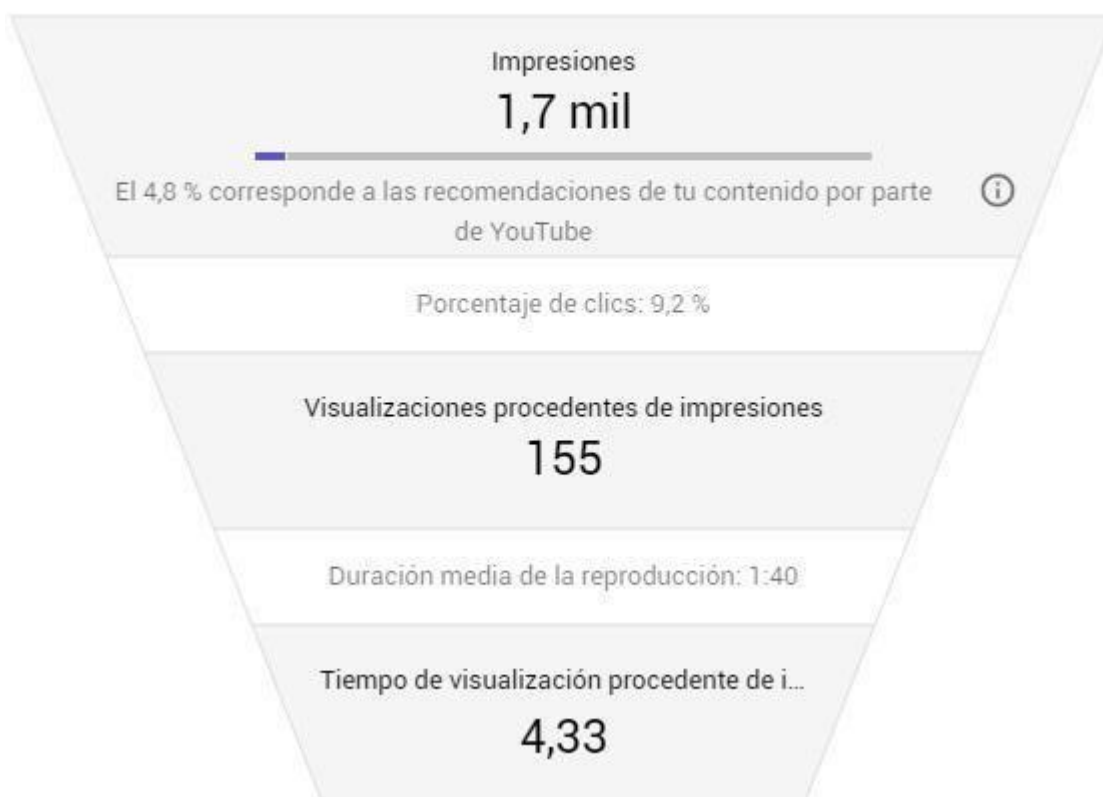 Impresiones
1,7 mil
El 4,8 % corresponde a las recomendaciones de tu contenido por parte
de YouTube
Porcentaje de clics: 9,2 %
Visualizaciones procedentes de impresiones
155
Duración media de la reproducción: 1:40
Tiempo de visualización procedente de i...
4,33